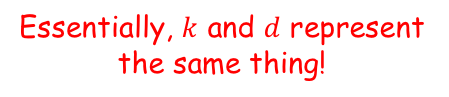 Essentially, k and d represent
the same thing!